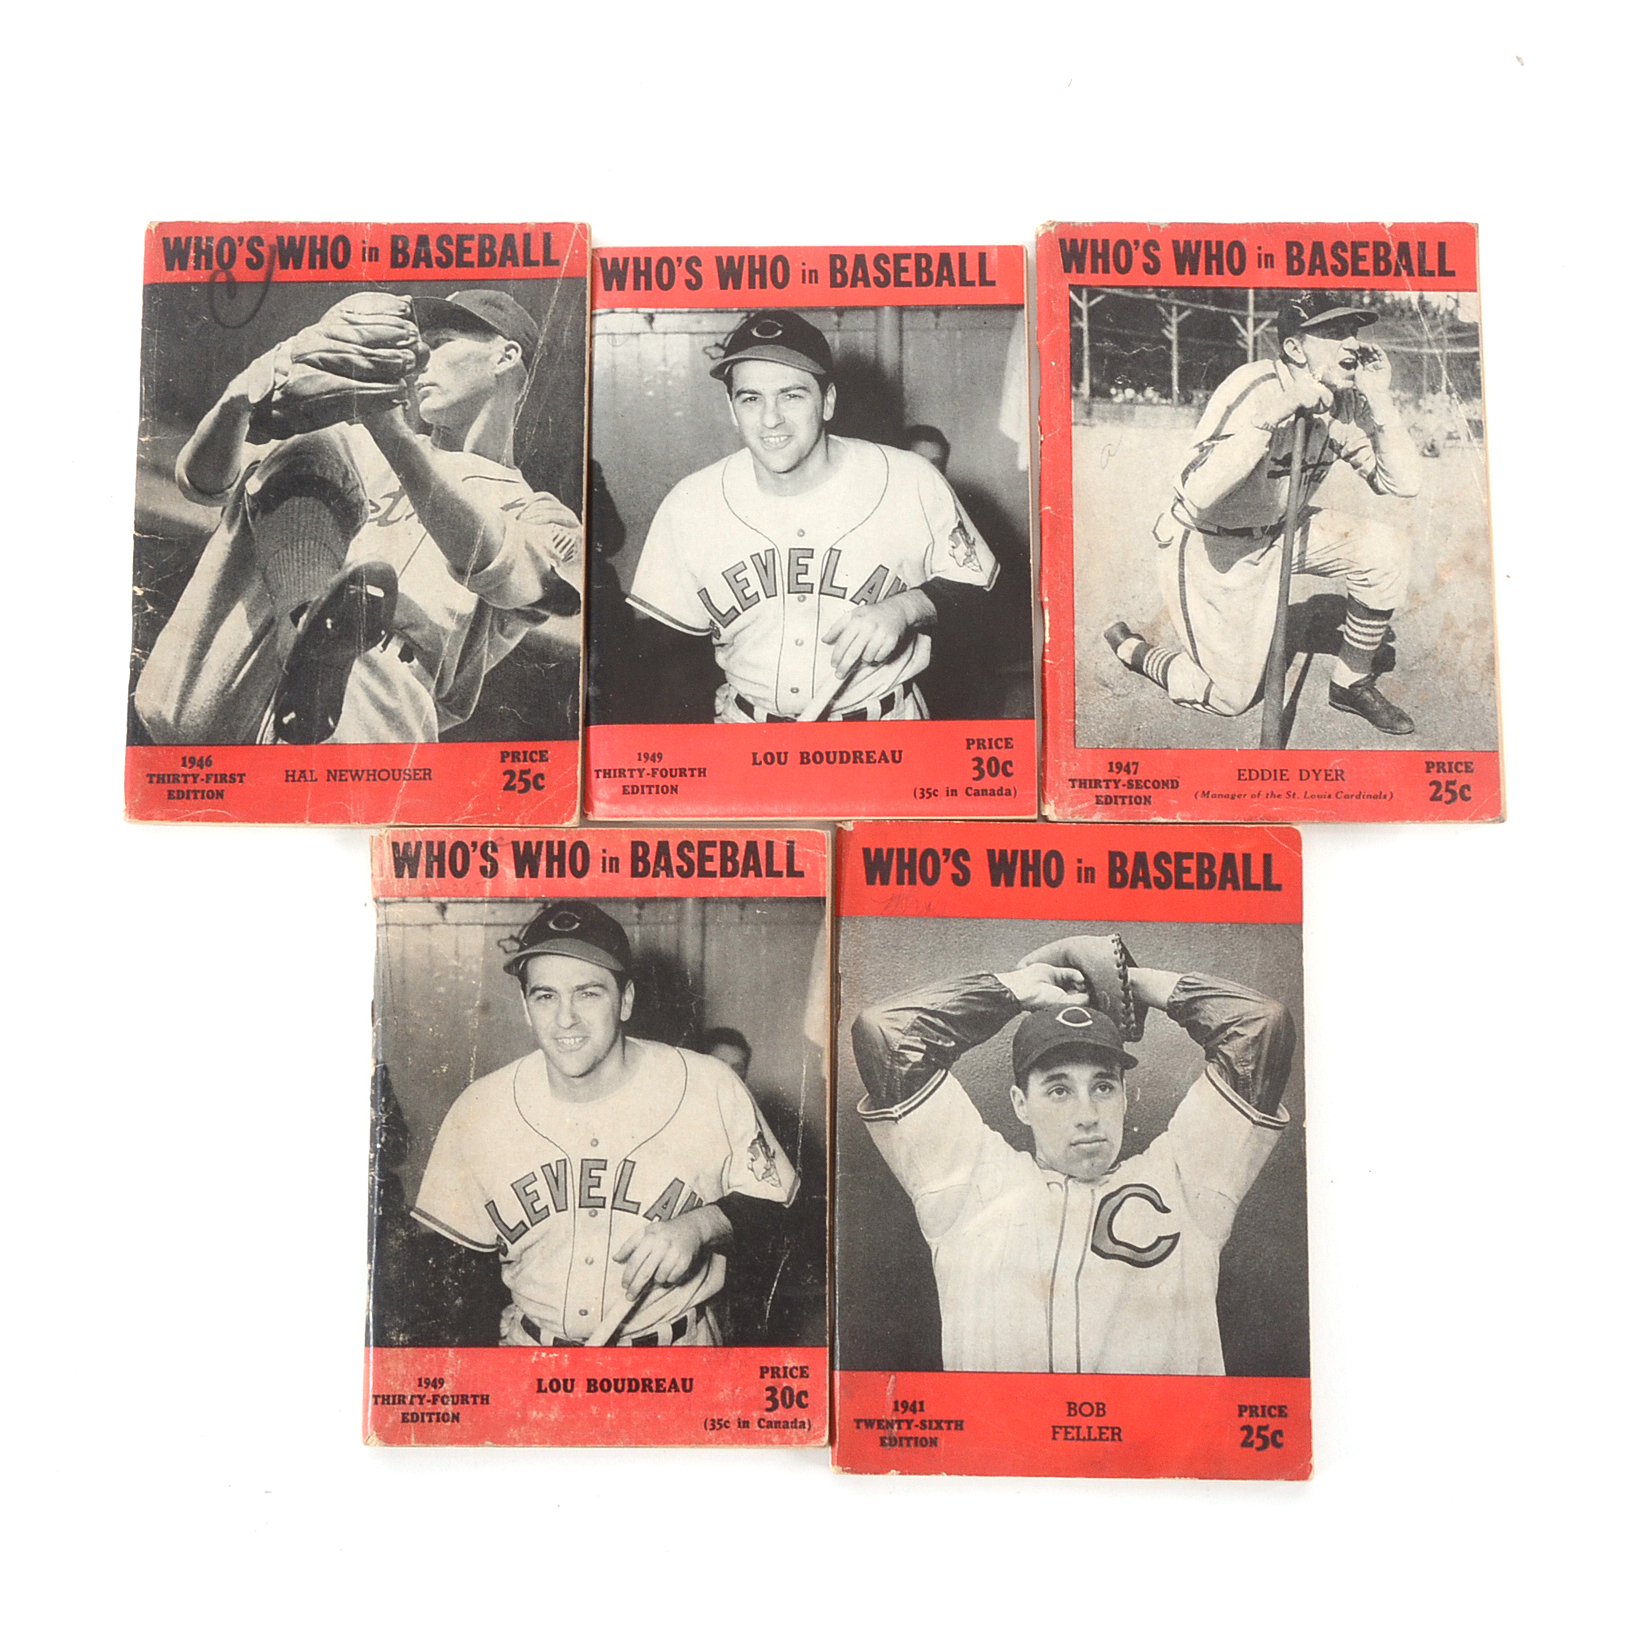 WHO'S WHO in BASEBALL
1946
THIRTY-FIRST
EDITION
HAL NEWHOUSER
PRICE
25c
WHO'S WHO in BASEBALL
CLEVELAN
1949
THIRTY-FOURTH
EDITION
LOU BOUDREAU
PRICE
30c
(35c in Canada)
WHO'S WHO in BASEBALL
1947
THIRTY-SECOND
EDITION
EDDIE DYER
(Manager of the St. Louis Cardinals)
PRICE
25c
WHO'S WHO in BASEBALL
CLEVELAN
1949
THIRTY-FOURTH
EDITION
LOU BOUDREAU
PRICE
30c
(35c in Canada)
WHO'S WHO in BASEBALL
C
C
1941
TWENTY-SIXTH
EDITION
BOB
FELLER
PRICE
25c